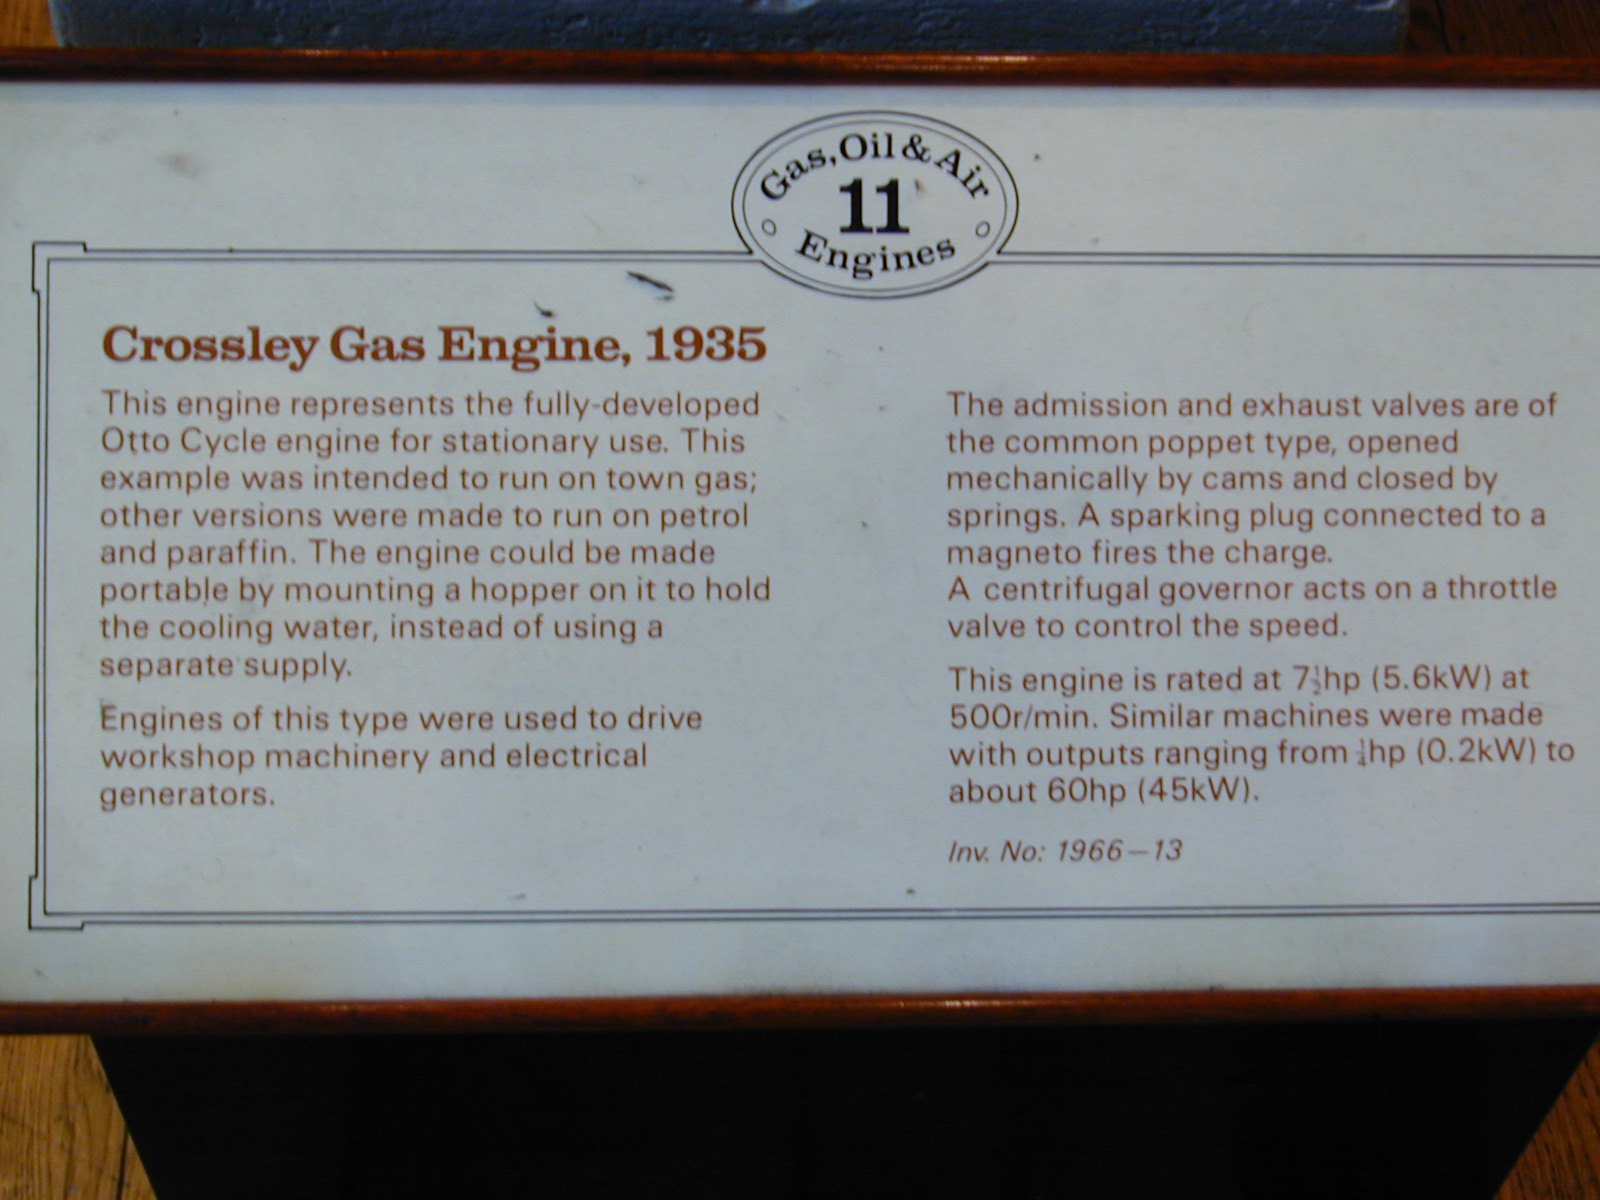 Gas, Oil & Air
11
Engines
Crossley Gas Engine, 1935
This engine represents the fully-developed
Otto Cycle engine for stationary use. This
example was intended to run on town gas;
other versions were made to run on petrol
and paraffin. The engine could be made
portable by mounting a hopper on it to hold
the cooling water, instead of using a
separate supply.
Engines of this type were used to drive
workshop machinery and electrical
generators.
The admission and exhaust valves are of
the common poppet type, opened
mechanically by cams and closed by
springs. A sparking plug connected to a
magneto fires the charge.
A centrifugal governor acts on a throttle
valve to control the speed.
This engine is rated at 7½hp (5.6kW) at
500r/min. Similar machines were made
with outputs ranging from ¼hp (0.2kW) to
about 60hp (45kW).
Inv. No: 1966—13